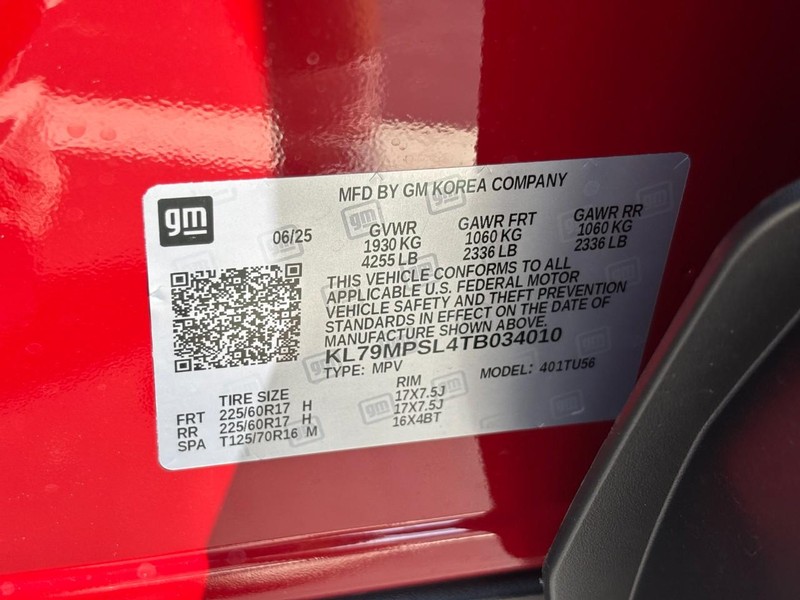 MFD BY GM KOREA COMPANY
gm
06/25
GVWR
1930 KG
4255 LB
GAWR FRT
1060 KG
2336 LB
GAWR RR
1060 KG
2336 LB
THIS VEHICLE CONFORMS TO ALL
APPLICABLE U.S. FEDERAL MOTOR
VEHICLE SAFETY AND THEFT PREVENTION
STANDARDS IN EFFECT ON THE DATE OF
MANUFACTURE SHOWN ABOVE.
KL79MPSL4TB034010
TYPE: MPV
MODEL: 401TU56
TIRE SIZE
RIM
FRT 225/60R17 H 17X7.5J
RR 225/60R17 H 17X7.5J
SPA T125/70R16 M 16X4BT